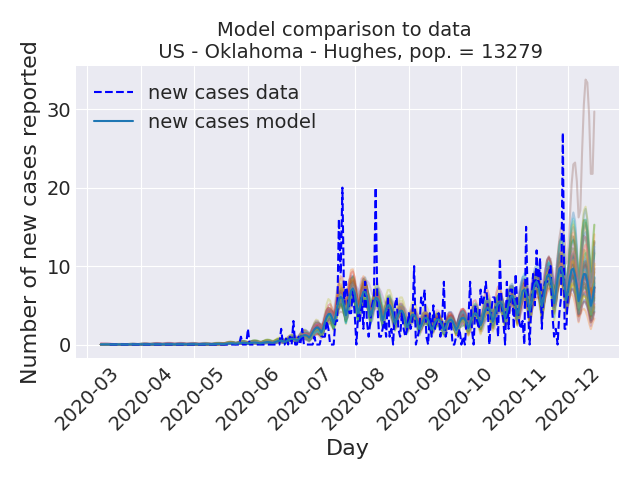 Model comparison to data
US - Oklahoma - Hughes, pop. = 13279
Number of new cases reported
30
20
10
0
new cases data
new cases model
2020-03
2020-04
2020-05
2020-06
2020-07
2020-08
2020-09
2020-10
2020-11
2020-12
Day